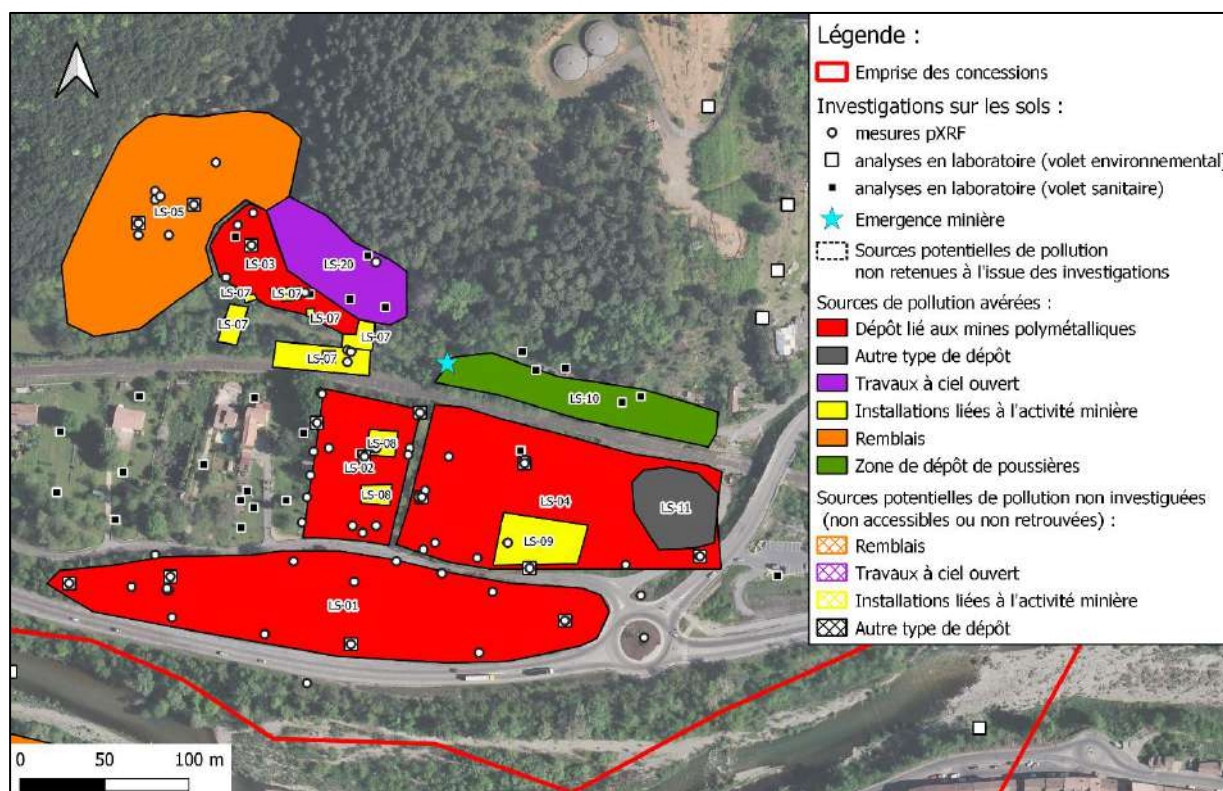 Légende :
Emprise des concessions
Investigations sur les sols :
mesures pXRF
analyses en laboratoire (volet environnemental)
analyses en laboratoire (volet sanitaire)
Emergence minière
Sources potentielles de pollution
non retenues à l'issue des investigations
Sources de pollution avérées :
Dépôt lié aux mines polymétalliques
Autre type de dépôt
Travaux à ciel ouvert
Installations liées à l'activité minière
Remblais
Zone de dépôt de poussières
Sources potentielles de pollution non investiguées
(non accessibles ou non retrouvées) :
Remblais
Travaux à ciel ouvert
Installations liées à l'activité minière
Autre type de dépôt
LS-05
LS-03
LS-20
LS-07
LS-07
LS-07
LS-07
LS-07
LS-07
LS-10
LS-08
LS-02
LS-08
LS-04
LS-11
LS-09
LS-01
0 50 100 m